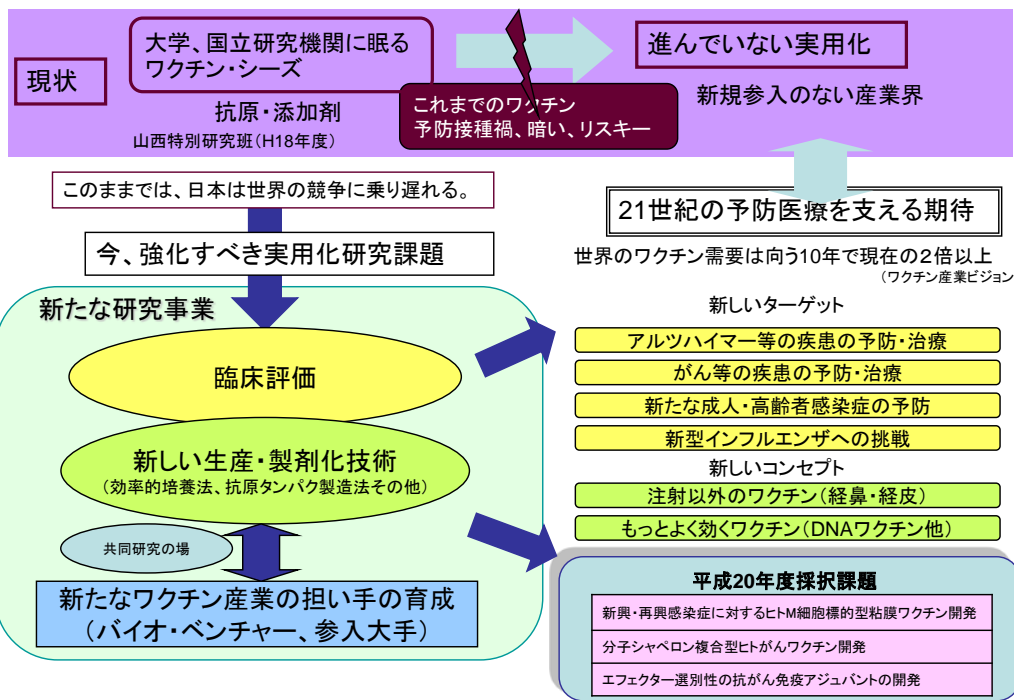 現状
大学、国立研究機関に眠る
ワクチン・シーズ
抗原・添加剤
山西特別研究班(H18年度)
これまでのワクチン
予防接種禍、暗い、リスキー
進んでいない実用化
新規参入のない産業界
このままでは、日本は世界の競争に乗り遅れる。
今、強化すべき実用化研究課題
新たな研究事業
臨床評価
新しい生産・製剤化技術
(効率的培養法、抗原タンパク製造法その他)
共同研究の場
新たなワクチン産業の担い手の育成
(バイオ・ベンチャー、参入大手)
21世紀の予防医療を支える期待
世界のワクチン需要は向う10年で現在の2倍以上
(ワクチン産業ビジョン
新しいターゲット
アルツハイマー等の疾患の予防・治療
がん等の疾患の予防・治療
新たな成人・高齢者感染症の予防
新型インフルエンザへの挑戦
新しいコンセプト
注射以外のワクチン(経鼻・経皮)
もっとよく効くワクチン(DNAワクチン他)
平成20年度採択課題
新興・再興感染症に対するヒトM細胞標的型粘膜ワクチン開発
分子シャペロン複合型ヒトがんワクチン開発
エフェクター選別性の抗がん免疫アジュバントの開発